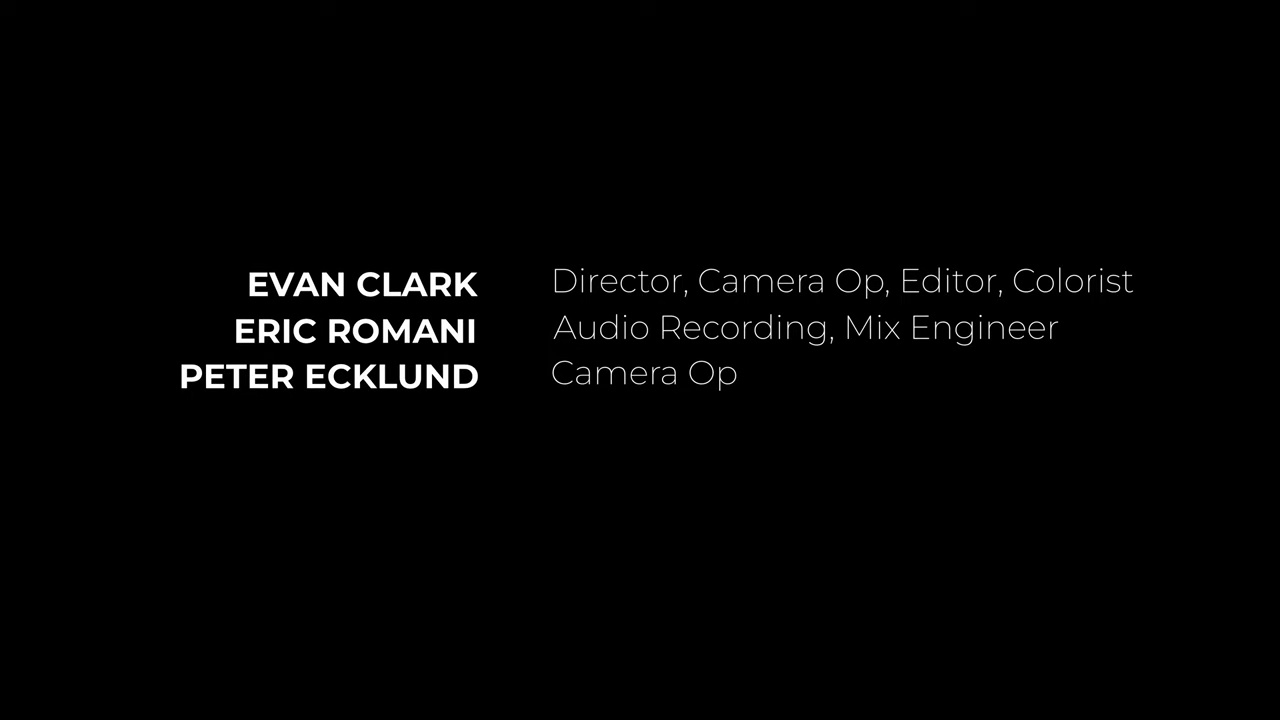 EVAN CLARK Director, Camera Op, Editor, Colorist
ERIC ROMANI Audio Recording, Mix Engineer
PETER ECKLUND Camera Op